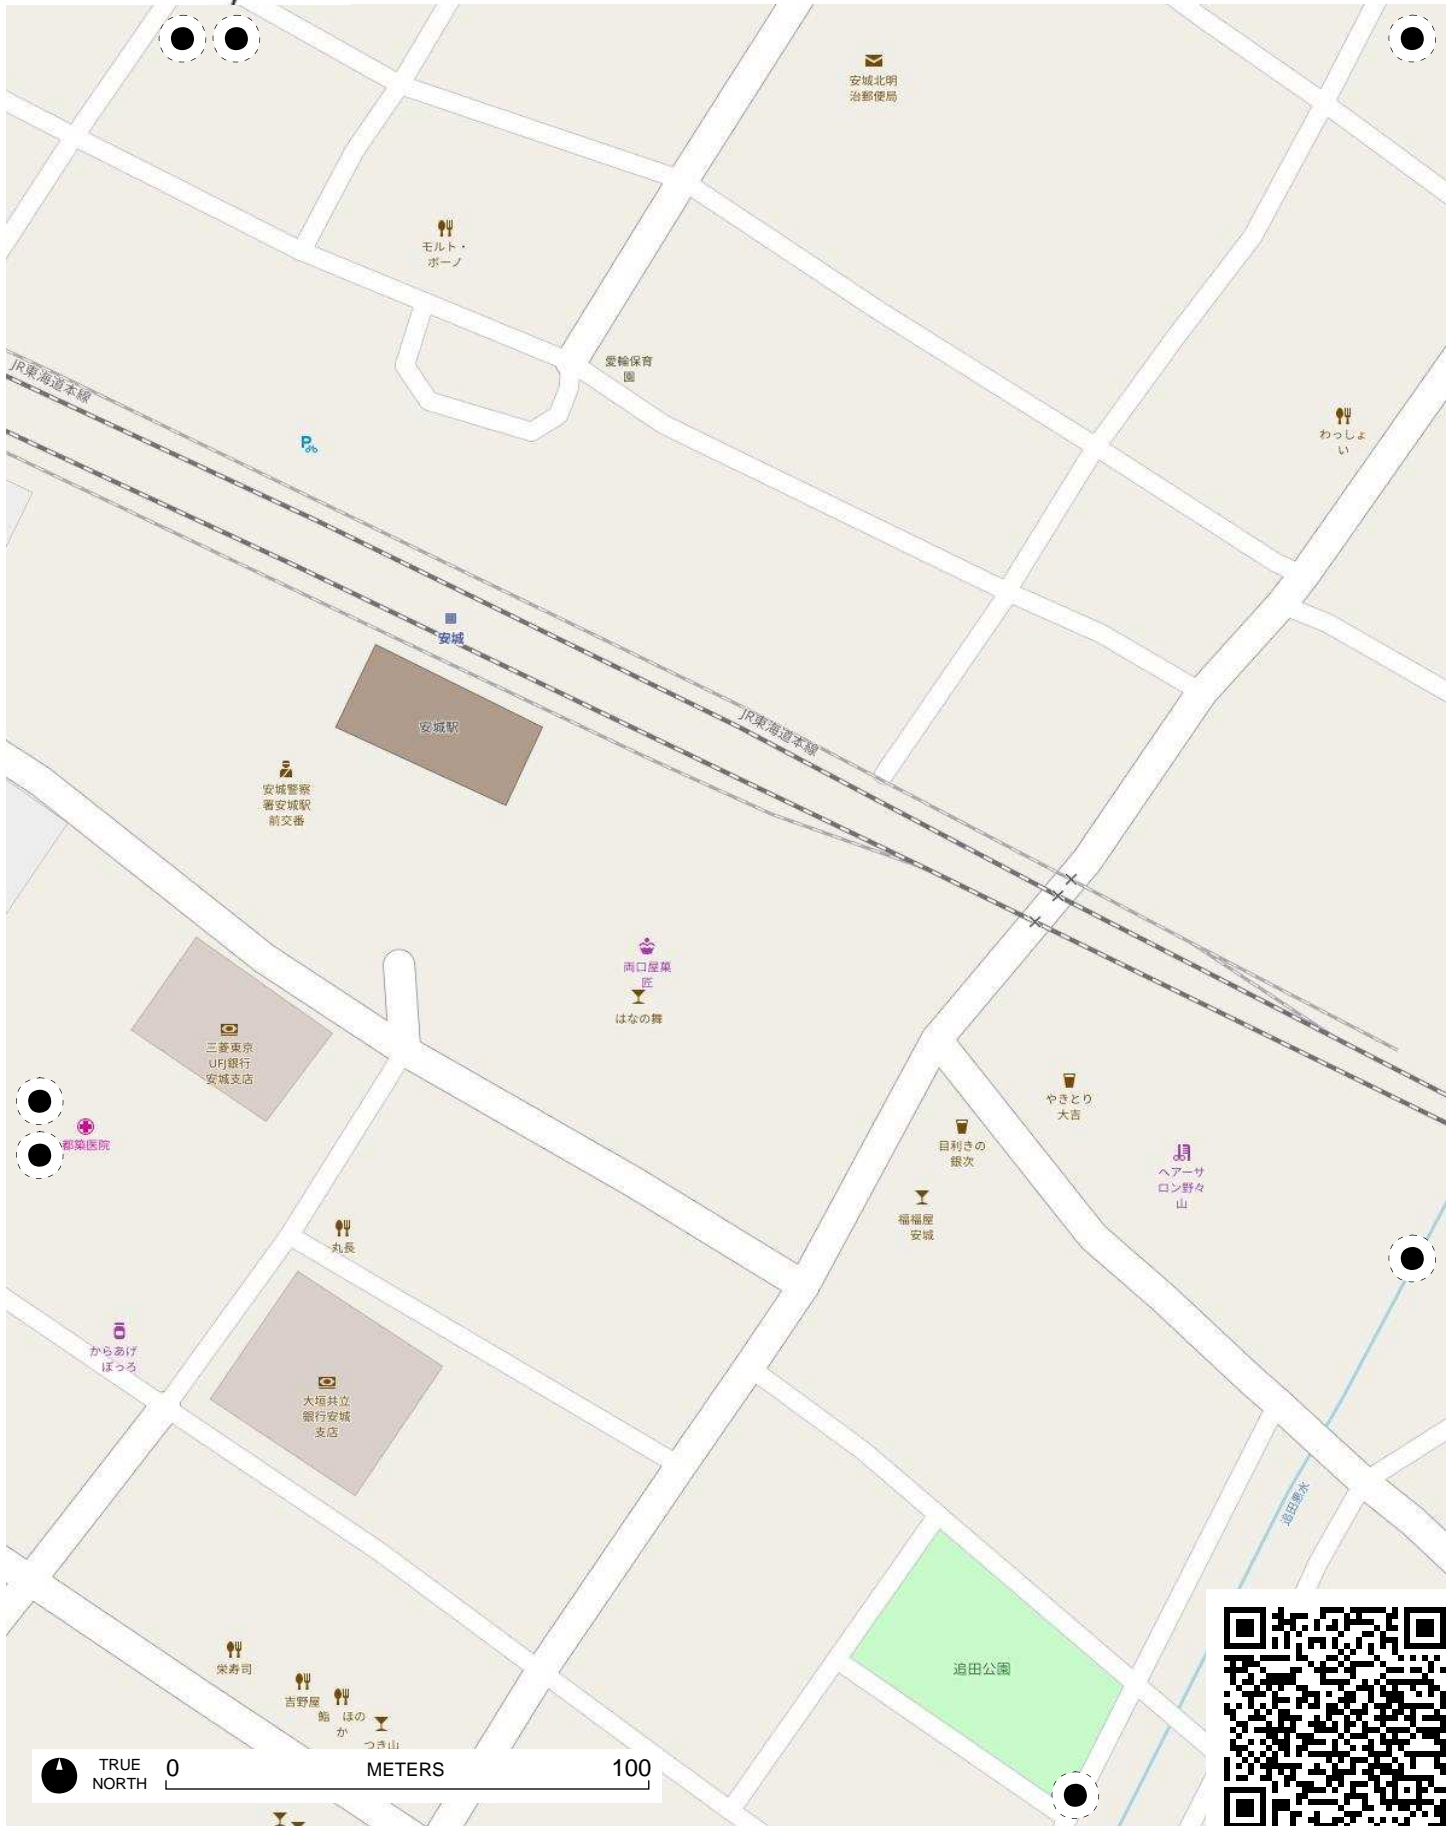 安城北明
治郵便局
モルト・
ボーノ
愛輪保育
園
JR東海道本線
わっしょ
い
安城
安城駅
JR東海道本線
安城警察
署安城駅
前交番
両口屋菓
匠
はなの舞
三菱東京
UFJ銀行
安城支店
やきとり
大吉
目利きの
銀次
都築医院
ヘアーサ
ロン野々
山
福福屋
安城
丸長
からあげ
ぼっろ
大垣共立
銀行安城
支店
追田悪水
追田公園
栄寿司
吉野屋
鮨 ほの
か
つき山
TRUE
NORTH
0 METERS 100